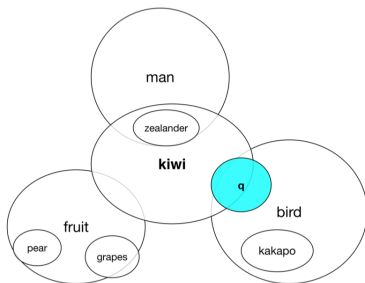 man
zealander
kiwi
q
bird
fruit
pear
grapes
kakapo